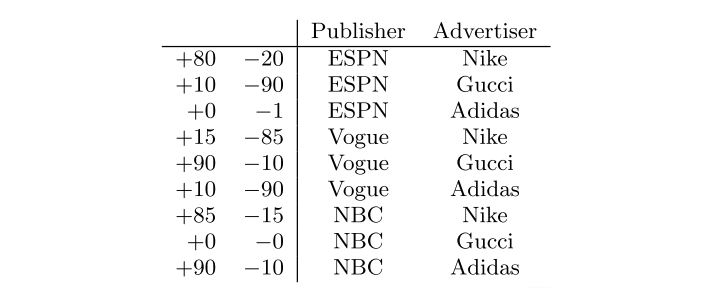 Publisher Advertiser
+80 −20 ESPN Nike
+10 −90 ESPN Gucci
+0 −1 ESPN Adidas
+15 −85 Vogue Nike
+90 −10 Vogue Gucci
+10 −90 Vogue Adidas
+85 −15 NBC Nike
+0 −0 NBC Gucci
+90 −10 NBC Adidas